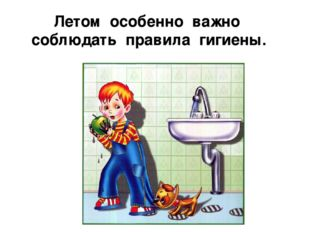 Летом особенно важно
соблюдать правила гигиены.